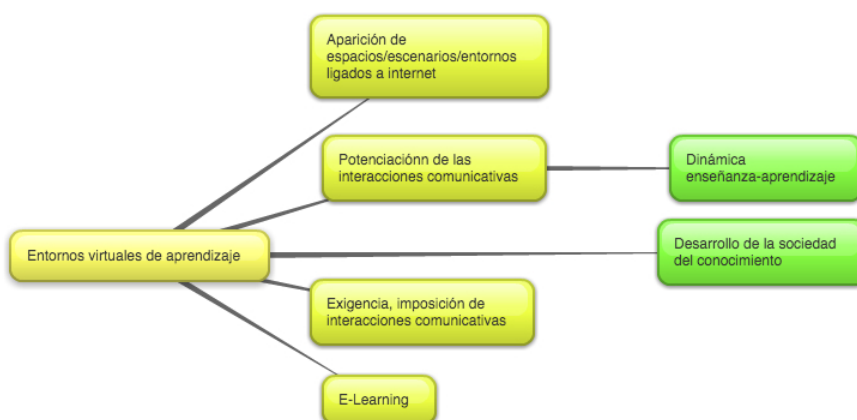 Aparición de
espacios/escenarios/entornos
ligados a internet
Potenciaciónn de las
interacciones comunicativas
Dinámica
enseñanza-aprendizaje
Entornos virtuales de aprendizaje
Desarrollo de la sociedad
del conocimiento
Exigencia, imposición de
interacciones comunicativas
E-Learning